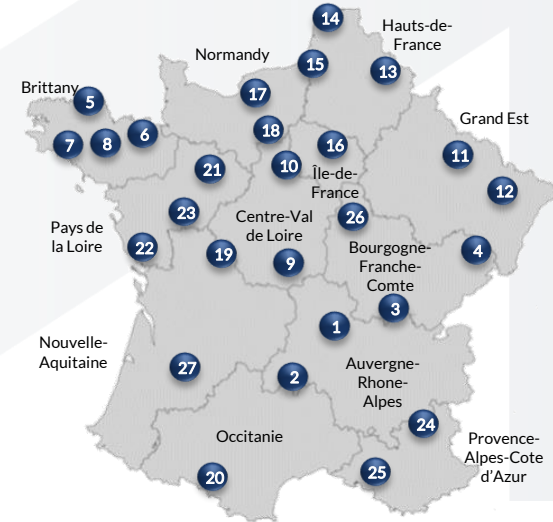 14
Hauts-de-
France
Normandy
15
13
Brittany
5
17
Grand Est
7
8
6
18
16
11
10
21
Île-de-
France
12
23
Centre-Val
de Loire
26
Pays de
la Loire
22
19
9
Bourgogne-
Franche-
Comte
4
3
1
Nouvelle-
Aquitaine
27
2
Auvergne-
Rhone-
Alpes
24
Occitanie
Provence-
Alpes-Cote
d'Azur
20
25